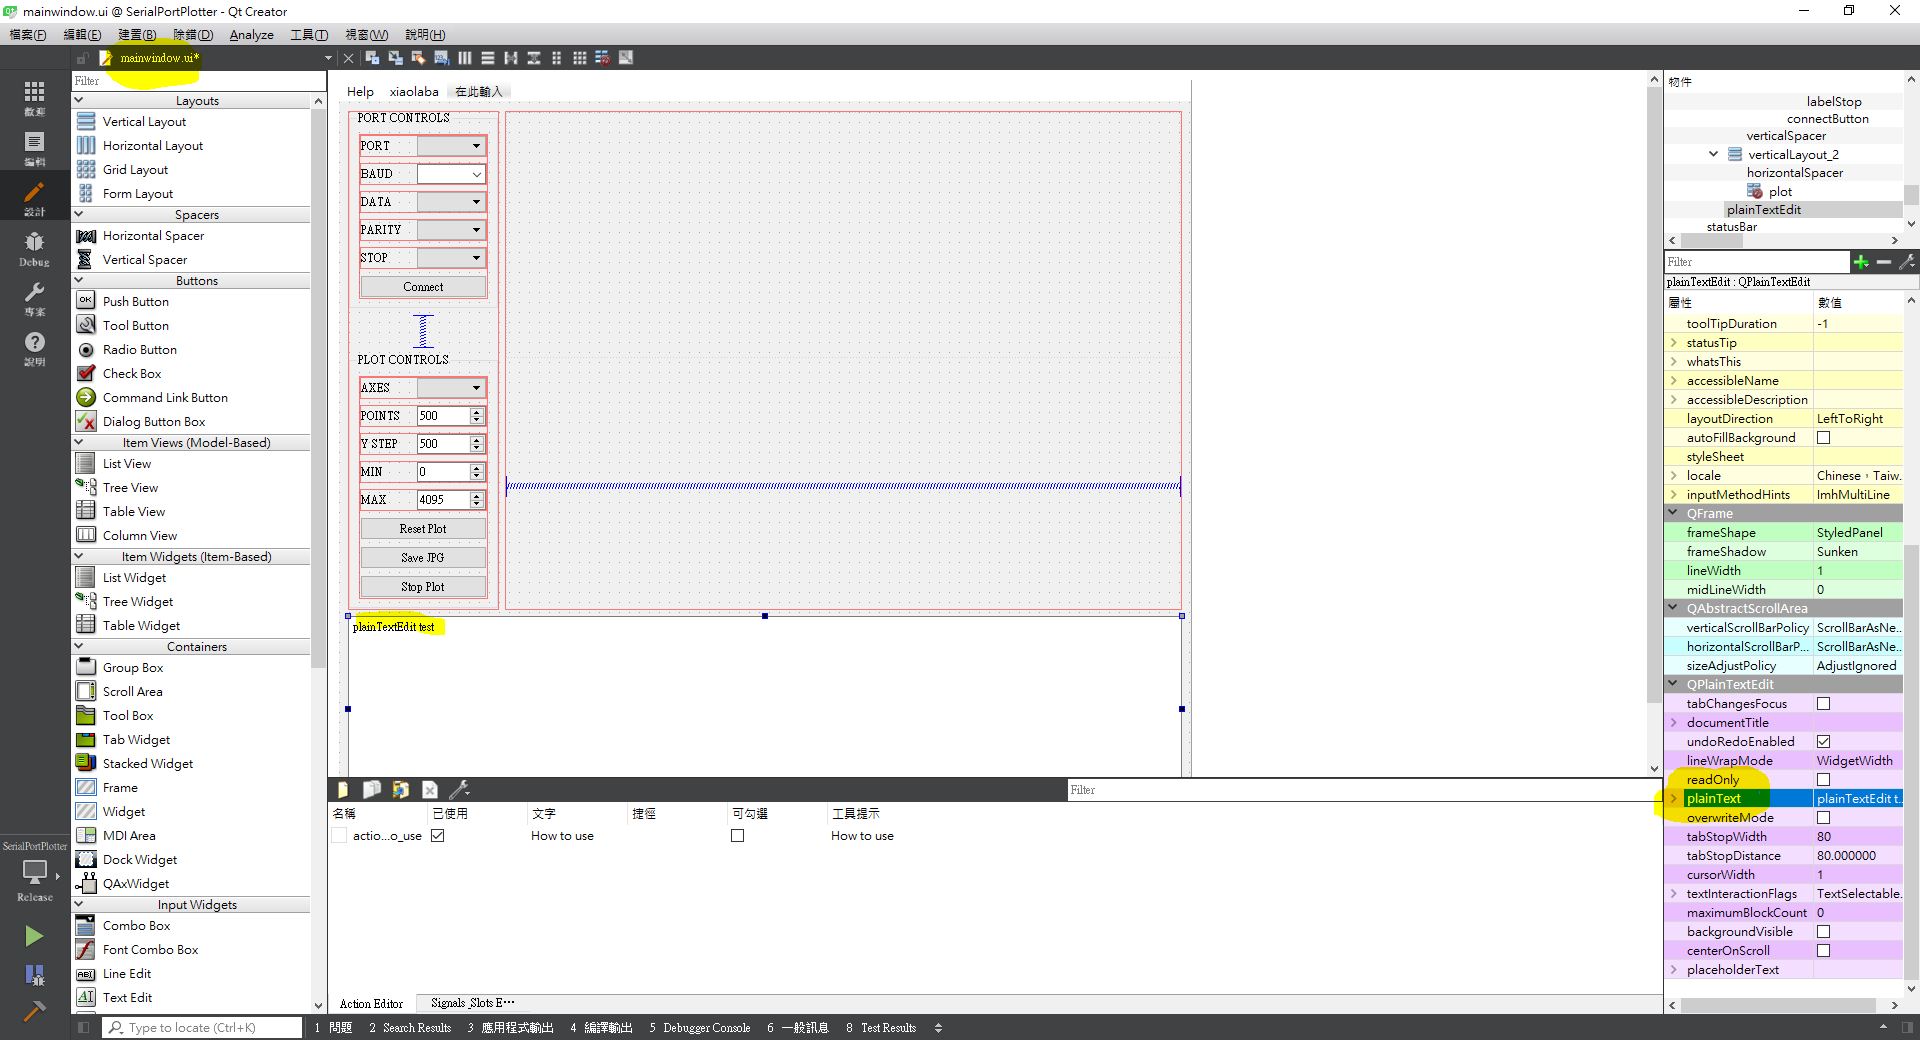 mainwindow.ui @ SerialPortPlotter - Qt Creator
檔案(F) 編輯(E) 建置(B) 除錯(D) Analyze 工具(T) 視窗(W) 說明(H)
mainwindow.ui*
Filter
歡迎
編輯
設計
Debug
專案
說明
SerialPortPlotter
Release
Layouts
Vertical Layout
Horizontal Layout
Grid Layout
Form Layout
Spacers
Horizontal Spacer
Vertical Spacer
Buttons
Push Button
Tool Button
Radio Button
Check Box
Command Link Button
Dialog Button Box
Item Views (Model-Based)
List View
Tree View
Table View
Column View
Item Widgets (Item-Based)
List Widget
Tree Widget
Table Widget
Containers
Group Box
Scroll Area
Tool Box
Tab Widget
Stacked Widget
Frame
Widget
MDI Area
Dock Widget
QAxWidget
Input Widgets
Combo Box
Font Combo Box
Line Edit
Text Edit
Help xiaolaba 在此輸入
PORT CONTROLS
PORT
BAUD
DATA
PARITY
STOP
Connect
PLOT CONTROLS
AXES
POINTS 500
Y STEP 500
MIN 0
MAX 4095
Reset Plot
Save JPG
Stop Plot
plainTextEdit test
Filter
名稱 已使用 文字 捷徑 可勾選 工具提示
actio...o_use How to use How to use
Action Editor Signals_Slots E⋯
物件
labelStop
connectButton
verticalSpacer
verticalLayout_2
horizontalSpacer
plot
plainTextEdit
statusBar
Filter
plainTextEdit : QPlainTextEdit
屬性 數值
toolTipDuration -1
statusTip
whatsThis
accessibleName
accessibleDescription
layoutDirection LeftToRight
autoFillBackground
styleSheet
locale Chinese，Taiw...
inputMethodHints ImhMultiLine
QFrame
frameShape StyledPanel
frameShadow Sunken
lineWidth 1
midLineWidth 0
QAbstractScrollArea
verticalScrollBarPolicy ScrollBarAsNe...
horizontalScrollBarP... ScrollBarAsNe...
sizeAdjustPolicy AdjustIgnored
QPlainTextEdit
tabChangesFocus
documentTitle
undoRedoEnabled
lineWrapMode WidgetWidth
readOnly
plainText plainTextEdit t...
overwriteMode
tabStopWidth 80
tabStopDistance 80.000000
cursorWidth 1
textInteractionFlags TextSelectable...
maximumBlockCount 0
backgroundVisible
centerOnScroll
placeholderText
Type to locate (Ctrl+K) 1 問題 2 Search Results 3 應用程式輸出 4 編譯輸出 5 Debugger Console 6 一般訊息 8 Test Results